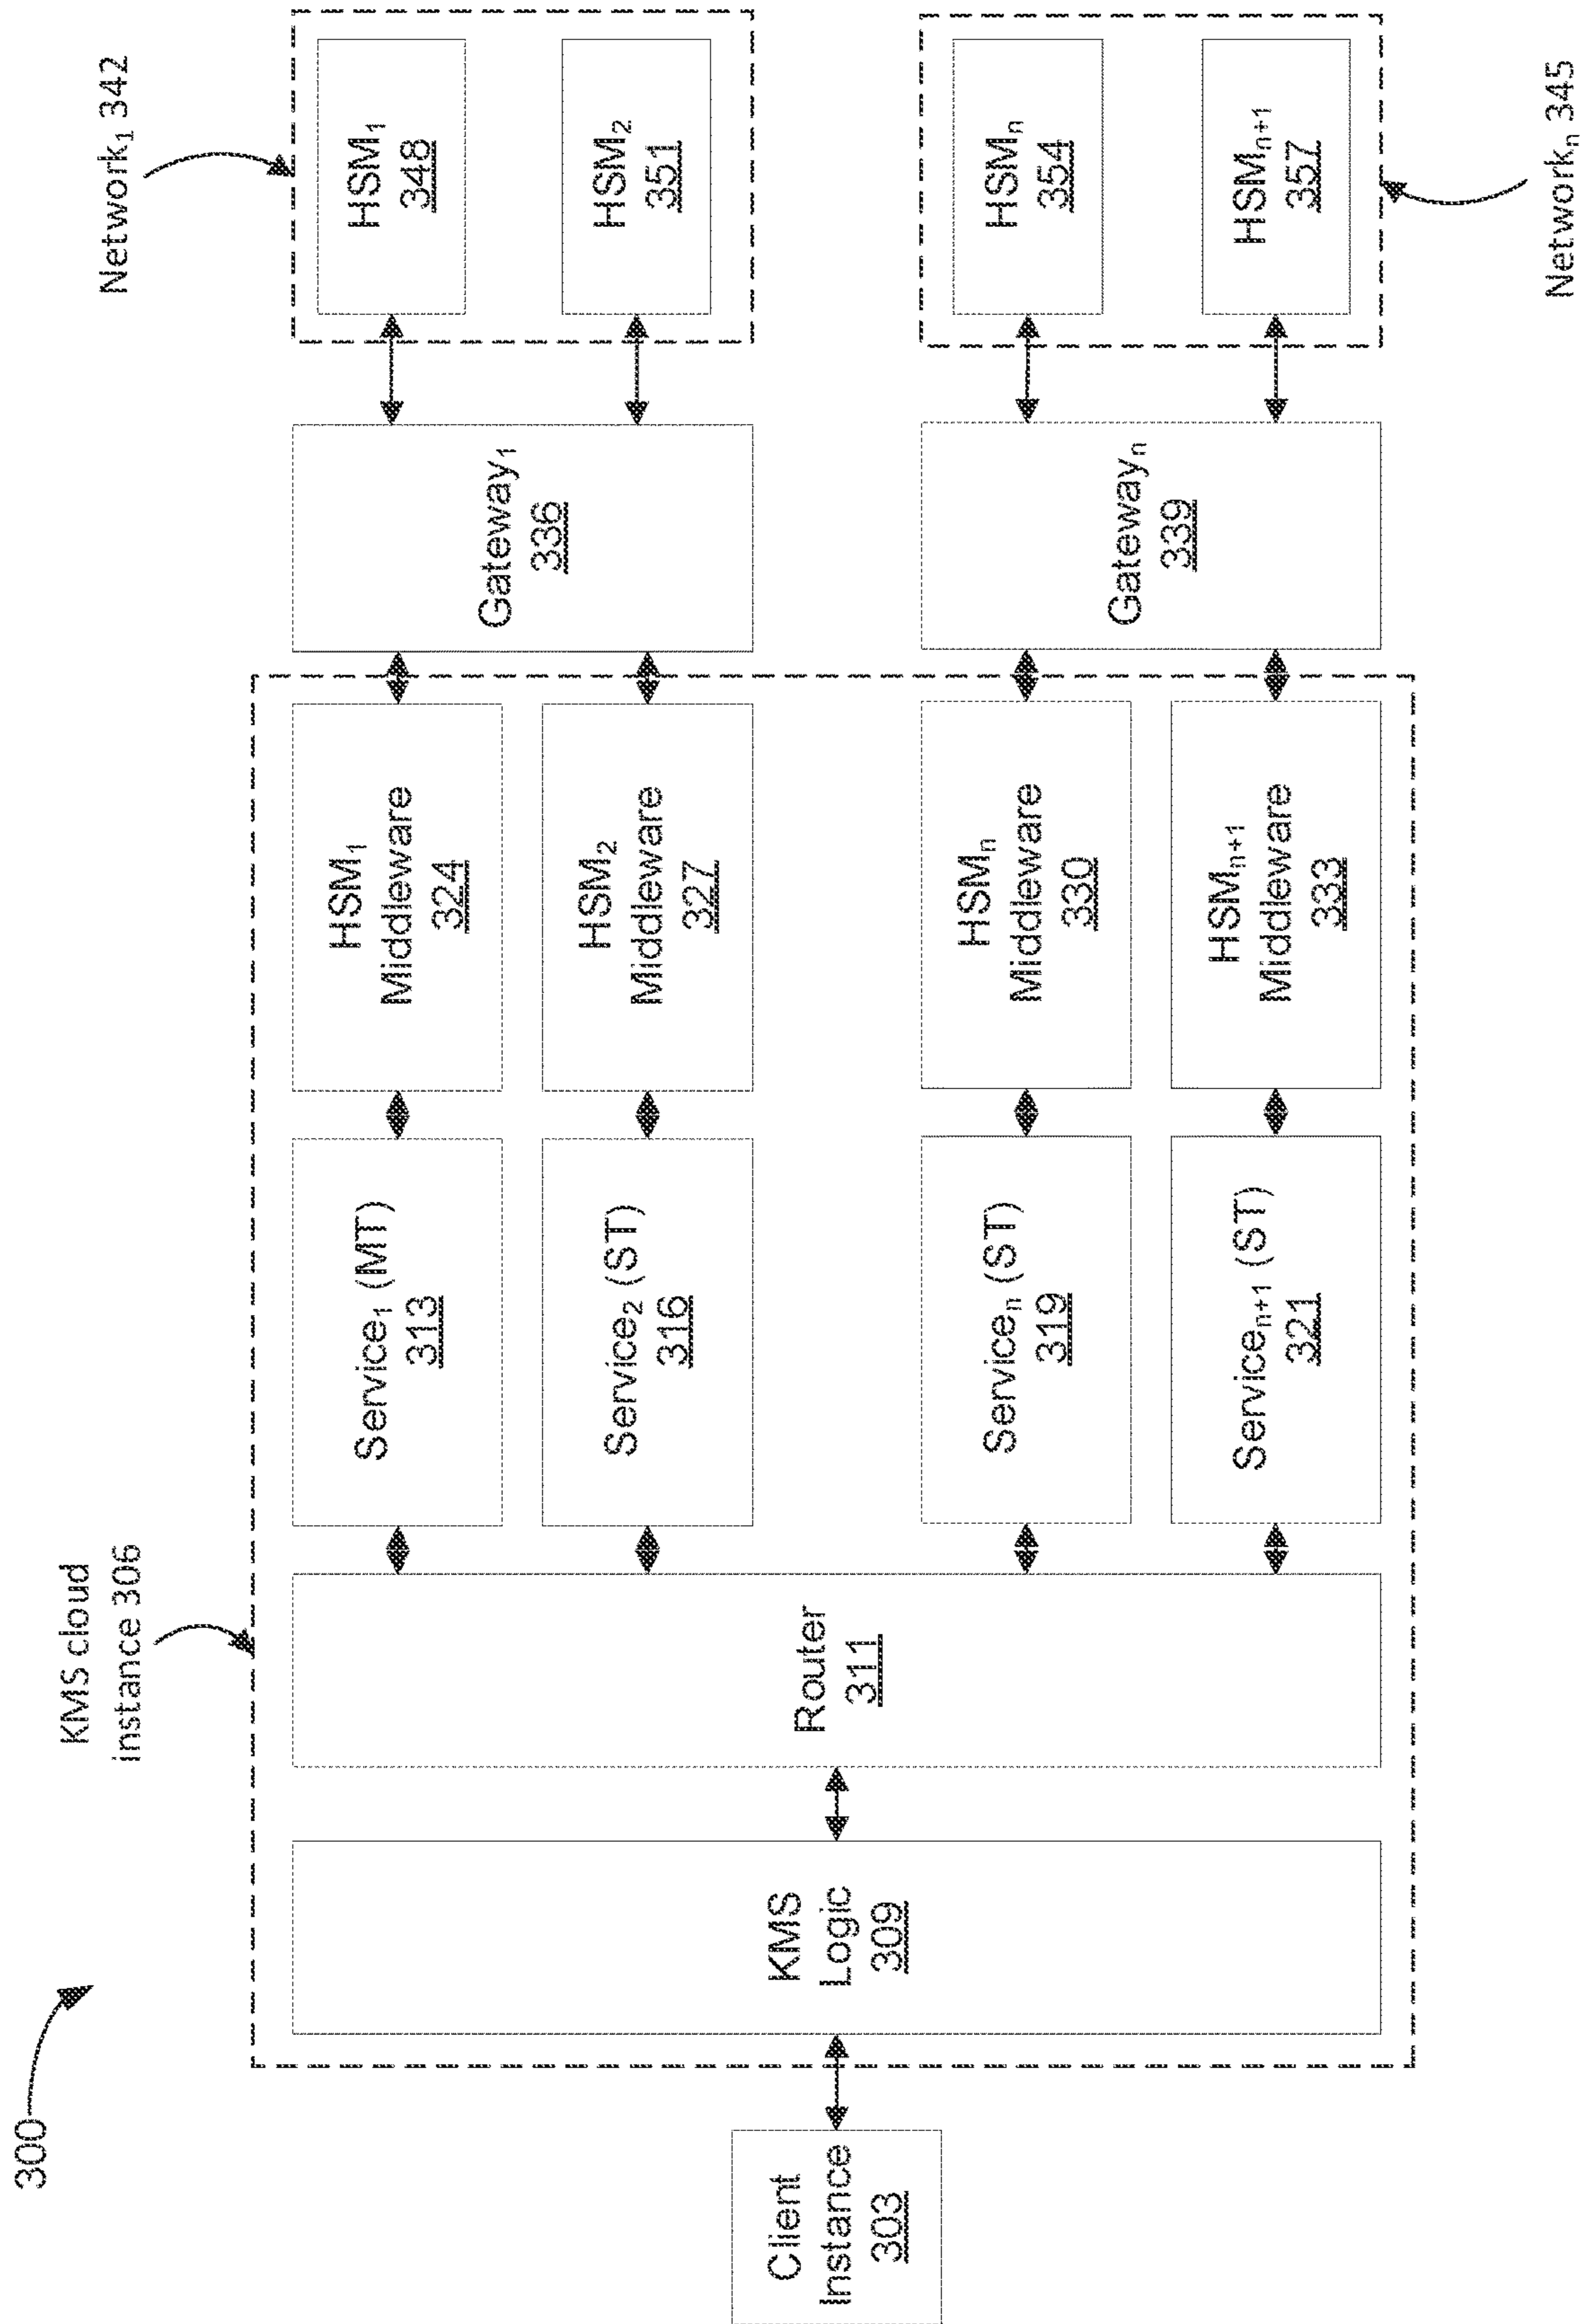 300
KMS cloud
instance 306
Network₁ 342
Client
Instance
303
KMS
Logic
309
Router
311
Service₁ (MT)
313
HSM₁
Middleware
324
Service₂ (ST)
316
HSM₂
Middleware
327
Serviceₙ (ST)
319
HSMₙ
Middleware
330
Serviceₙ₊₁ (ST)
321
HSMₙ₊₁
Middleware
333
Gateway₁
336
Gatewayₙ
339
HSM₁
348
HSM₂
351
HSMₙ
354
HSMₙ₊₁
357
Networkₙ 345